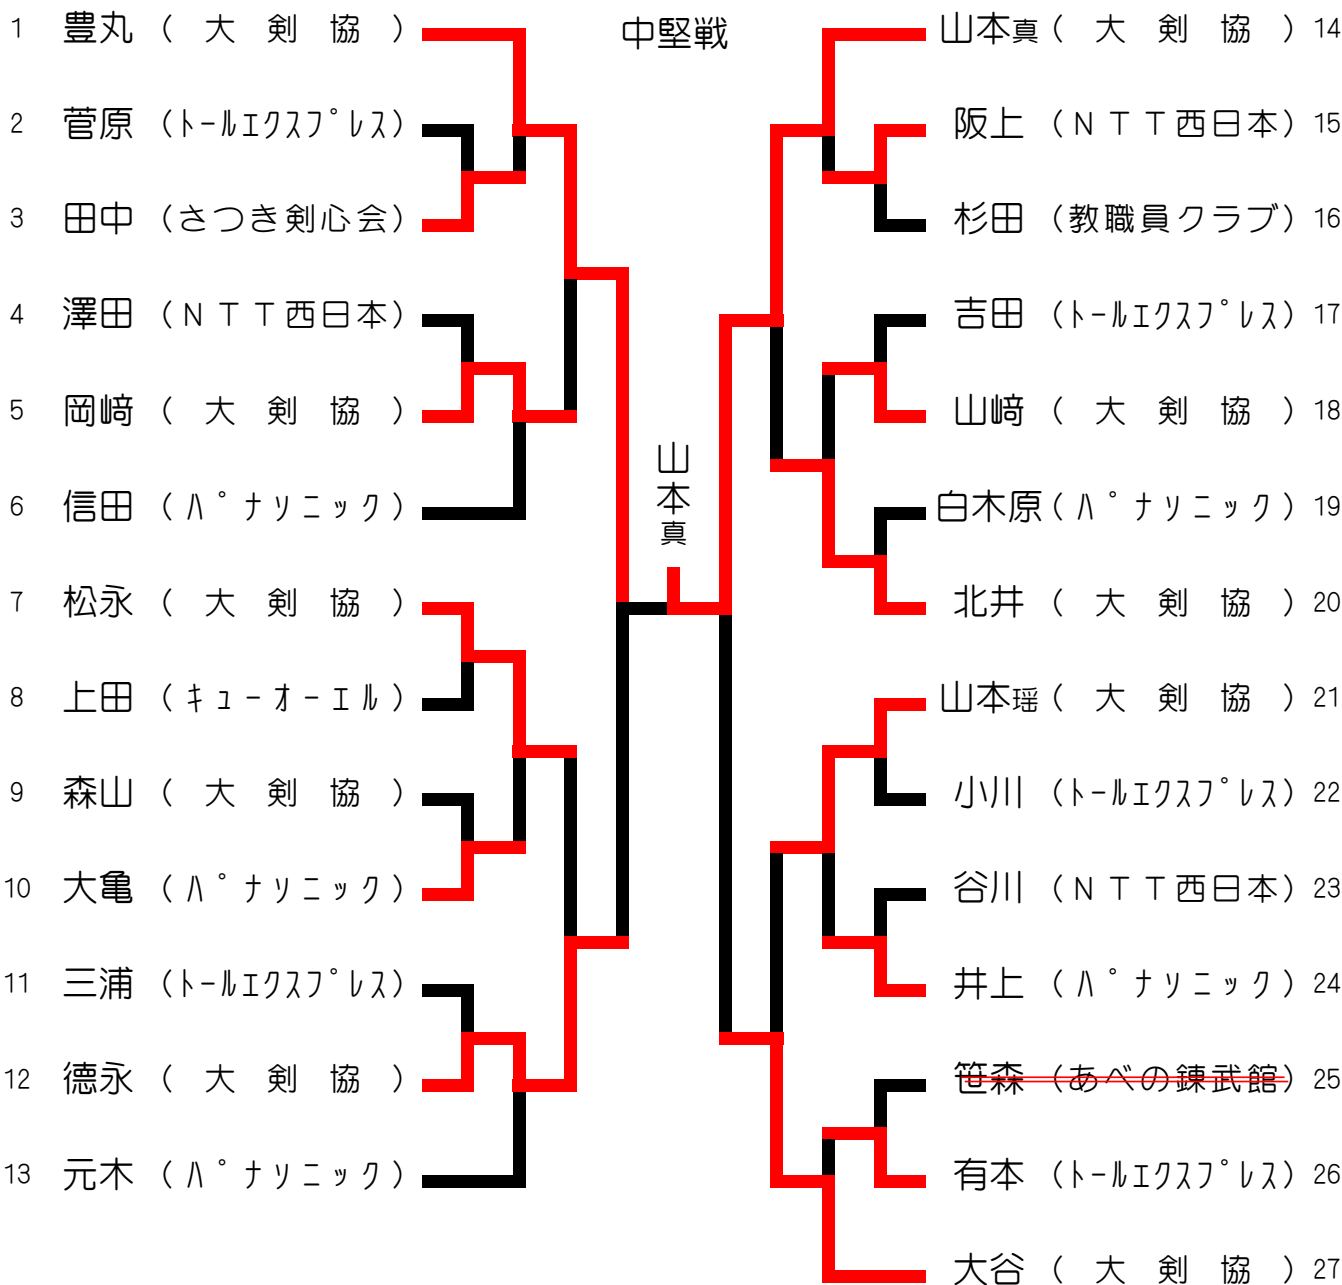 中堅戦
1 豊丸 ( 大 剣 協 )
2 菅原 (ﾄｰﾙｴｸｽﾌﾟﾚｽ)
3 田中 (さつき剣心会)
4 澤田 (ＮＴＴ西日本)
5 岡﨑 ( 大 剣 協 )
6 信田 (ﾊﾟﾅｿﾆｯｸ)
7 松永 ( 大 剣 協 )
8 上田 (ｷｭｰｵｰｴﾙ)
9 森山 ( 大 剣 協 )
10 大亀 (ﾊﾟﾅｿﾆｯｸ)
11 三浦 (ﾄｰﾙｴｸｽﾌﾟﾚｽ)
12 德永 ( 大 剣 協 )
13 元木 (ﾊﾟﾅｿﾆｯｸ)
山本真
山本真 ( 大 剣 協 ) 14
阪上 (ＮＴＴ西日本) 15
杉田 (教職員クラブ) 16
吉田 (ﾄｰﾙｴｸｽﾌﾟﾚｽ) 17
山﨑 ( 大 剣 協 ) 18
白木原 (ﾊﾟﾅｿﾆｯｸ) 19
北井 ( 大 剣 協 ) 20
山本瑶 ( 大 剣 協 ) 21
小川 (ﾄｰﾙｴｸｽﾌﾟﾚｽ) 22
谷川 (ＮＴＴ西日本) 23
井上 (ﾊﾟﾅｿﾆｯｸ) 24
笹森 (あべの錬武館) 25
有本 (ﾄｰﾙｴｸｽﾌﾟﾚｽ) 26
大谷 ( 大 剣 協 ) 27